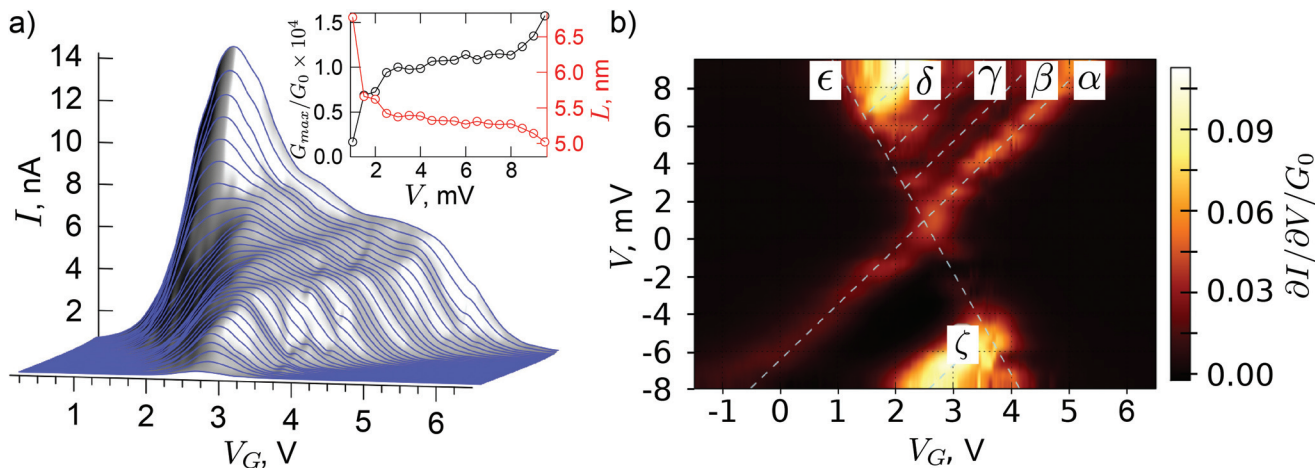 a)
I, nA
14
12
10
8
6
4
2
1 2 3 4 5 6
V_G, V
G_max/G_0 × 10^4
1.5
1.0
0.5
0.0
2 4 6 8
V, mV
6.5
6.0
5.5
5.0
L, nm
b)
V, mV
8
6
4
2
0
-2
-4
-6
-8
ϵ δ γ β α
ζ
-1 0 1 2 3 4 5 6
V_G, V
0.09
0.06
0.03
0.00
∂I/∂V/G_0